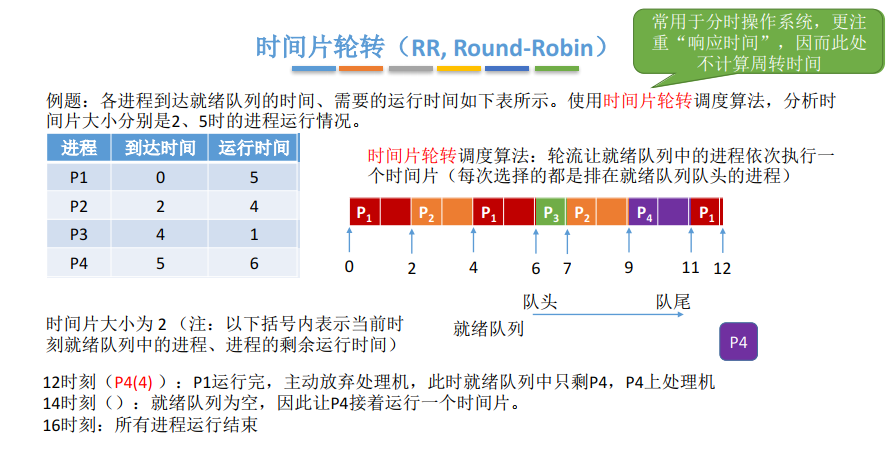 常用于分时操作系统，更注
重“响应时间”，因而此处
不计算周转时间
时间片轮转（RR, Round-Robin）
例题：各进程到达就绪队列的时间、需要的运行时间如下表所示。使用时间片轮转调度算法，分析时
间片大小分别是2、5时的进程运行情况。
进程 到达时间 运行时间
P1 0 5
P2 2 4
P3 4 1
P4 5 6
时间片轮转调度算法：轮流让就绪队列中的进程依次执行一
个时间片（每次选择的都是排在就绪队列队头的进程）
P1 P2 P1 P3 P2 P4 P1
0 2 4 6 7 9 11 12
队头 队尾
就绪队列
P4
时间片大小为 2 （注：以下括号内表示当前时
刻就绪队列中的进程、进程的剩余运行时间）
12时刻（P4(4) ）：P1运行完，主动放弃处理机，此时就绪队列中只剩P4，P4上处理机
14时刻（）：就绪队列为空，因此让P4接着运行一个时间片。
16时刻：所有进程运行结束